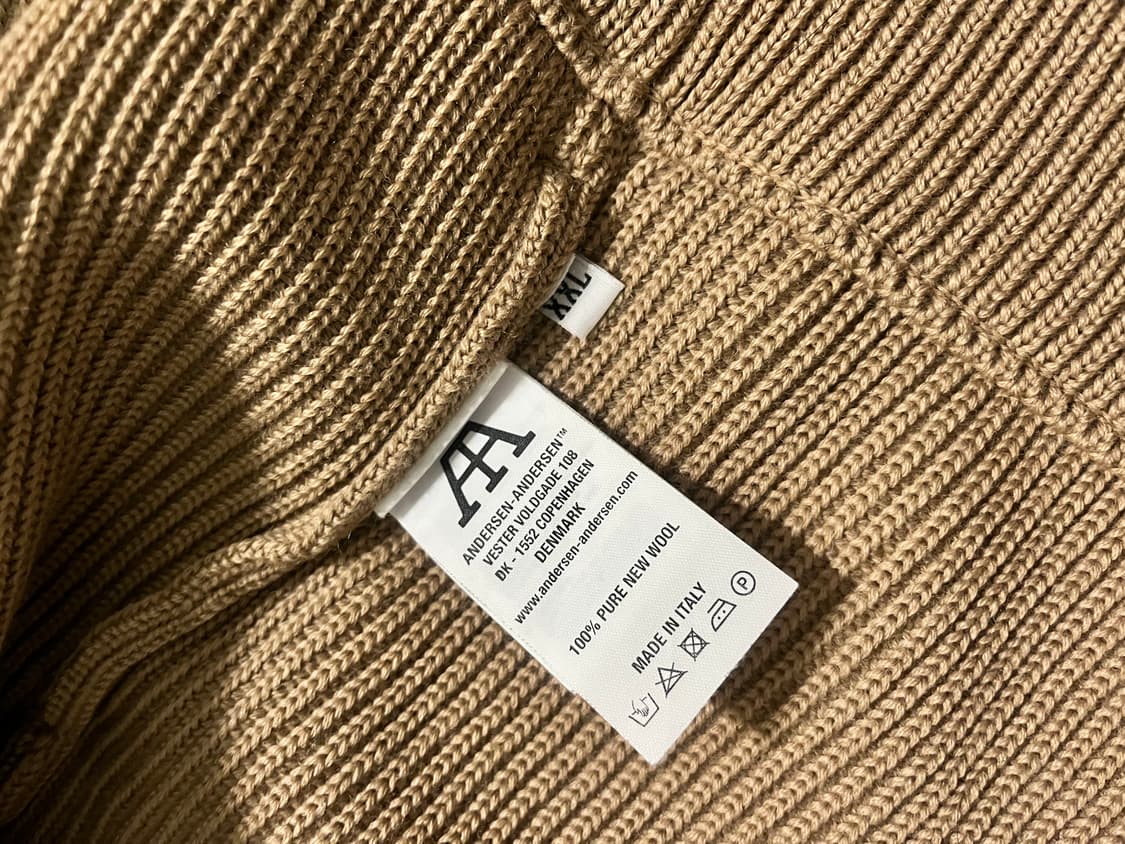 XXL
AA
ANDERSEN-ANDERSEN™
VESTER VOLDGADE 108
DK - 1552 COPENHAGEN
DENMARK
www.andersen-andersen.com
100% PURE NEW WOOL
MADE IN ITALY
P